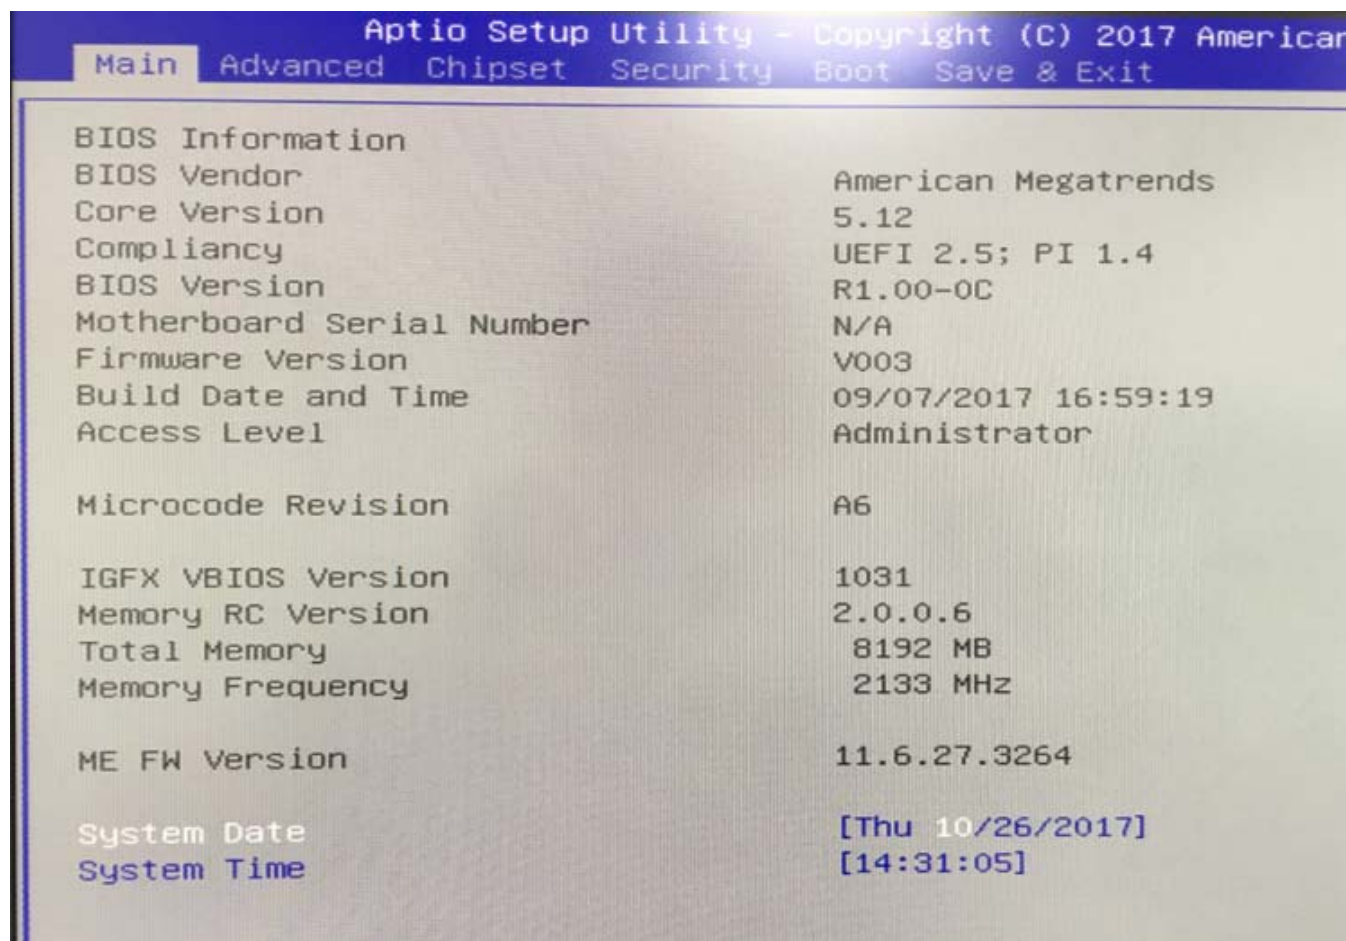 Aptio Setup Utility - Copyright (C) 2017 American
Main Advanced Chipset Security Boot Save & Exit
BIOS Information
BIOS Vendor American Megatrends
Core Version 5.12
Compliancy UEFI 2.5; PI 1.4
BIOS Version R1.00-0C
Motherboard Serial Number N/A
Firmware Version V003
Build Date and Time 09/07/2017 16:59:19
Access Level Administrator
Microcode Revision A6
IGFX VBIOS Version 1031
Memory RC Version 2.0.0.6
Total Memory 8192 MB
Memory Frequency 2133 MHz
ME FW Version 11.6.27.3264
System Date [Thu 10/26/2017]
System Time [14:31:05]